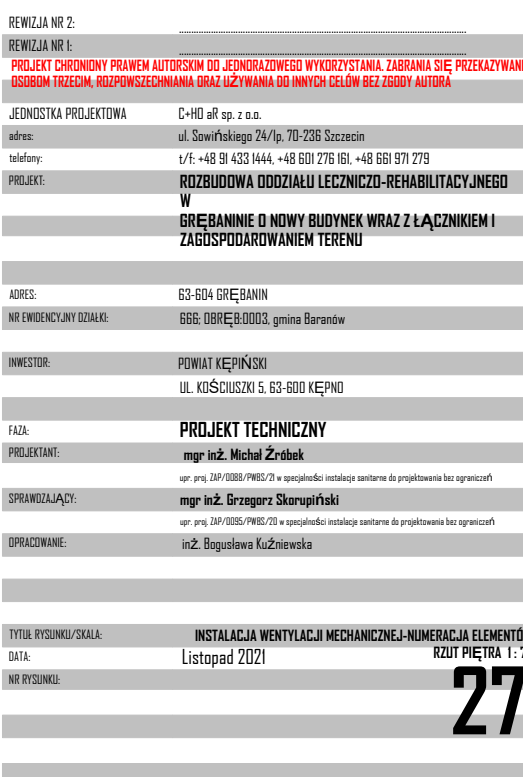 REWIZJA NR 2: ........................................................................
REWIZJA NR 1: ........................................................................
PROJEKT CHRONIONY PRAWEM AUTORSKIM DO JEDNORAZOWEGO WYKORZYSTANIA. ZABRANIA SIĘ PRZEKAZYWANI
OSOBOM TRZECIM, ROZPOWSZECHNIANIA ORAZ UŻYWANIA DO INNYCH CELÓW BEZ ZGODY AUTORA
JEDNOSTKA PROJEKTOWA C+HO aR sp. z o.o.
adres: ul. Sowińskiego 24/lp, 70-236 Szczecin
telefony: t/f: +48 91 433 1444, +48 601 276 161, +48 661 971 279
PROJEKT: ROZBUDOWA ODDZIAŁU LECZNICZO-REHABILITACYJNEGO
W
GRĘBANINIE O NOWY BUDYNEK WRAZ Z ŁĄCZNIKIEM I
ZAGOSPODAROWANIEM TERENU
ADRES: 63-604 GRĘBANIN
NR EWIDENCYJNY DZIAŁKI: 666; OBRĘB:0003, gmina Baranów
INWESTOR: POWIAT KĘPIŃSKI
UL. KOŚCIUSZKI 5, 63-600 KĘPNO
FAZA: PROJEKT TECHNICZNY
PROJEKTANT: mgr inż. Michał Źróbek
upr. proj. ZAP/0088/PWBS/21 w specjalności instalacje sanitarne do projektowania bez ograniczeń
SPRAWDZAJĄCY: mgr inż. Grzegorz Skorupiński
upr. proj. ZAP/0095/PWBS/20 w specjalności instalacje sanitarne do projektowania bez ograniczeń
OPRACOWANIE: inż. Bogusława Kuźniewska
TYTUŁ RYSUNKU/SKALA: INSTALACJA WENTYLACJI MECHANICZNEJ-NUMERACJA ELEMENTÓ
RZUT PIĘTRA 1 : 7
DATA: Listopad 2021
NR RYSUNKU: 27